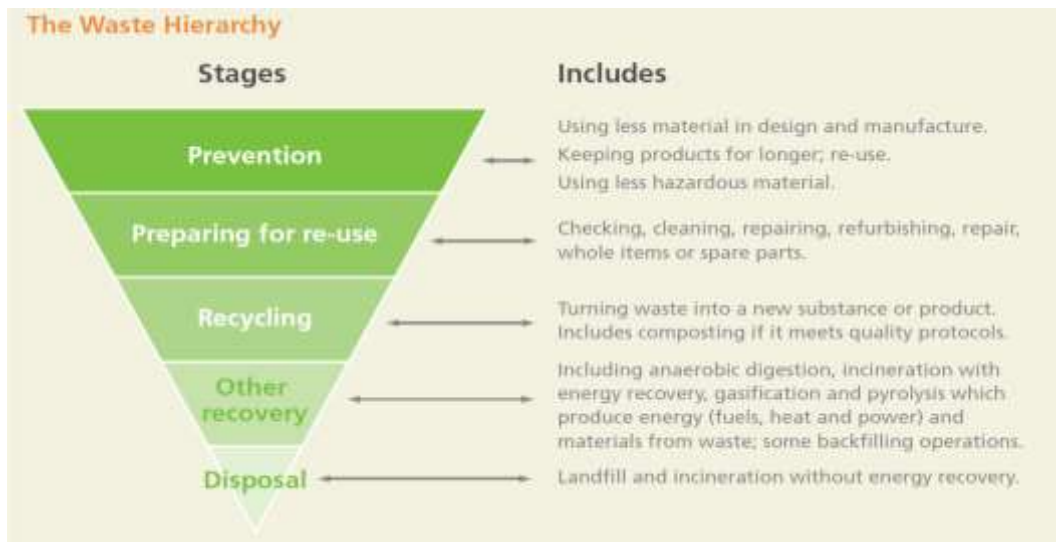 The Waste Hierarchy
Stages
Includes
Prevention
Using less material in design and manufacture.
Keeping products for longer; re-use.
Using less hazardous material.
Preparing for re-use
Checking, cleaning, repairing, refurbishing, repair,
whole items or spare parts.
Recycling
Turning waste into a new substance or product.
Includes composting if it meets quality protocols.
Other
recovery
Including anaerobic digestion, incineration with
energy recovery, gasification and pyrolysis which
produce energy (fuels, heat and power) and
materials from waste; some backfilling operations.
Disposal
Landfill and incineration without energy recovery.